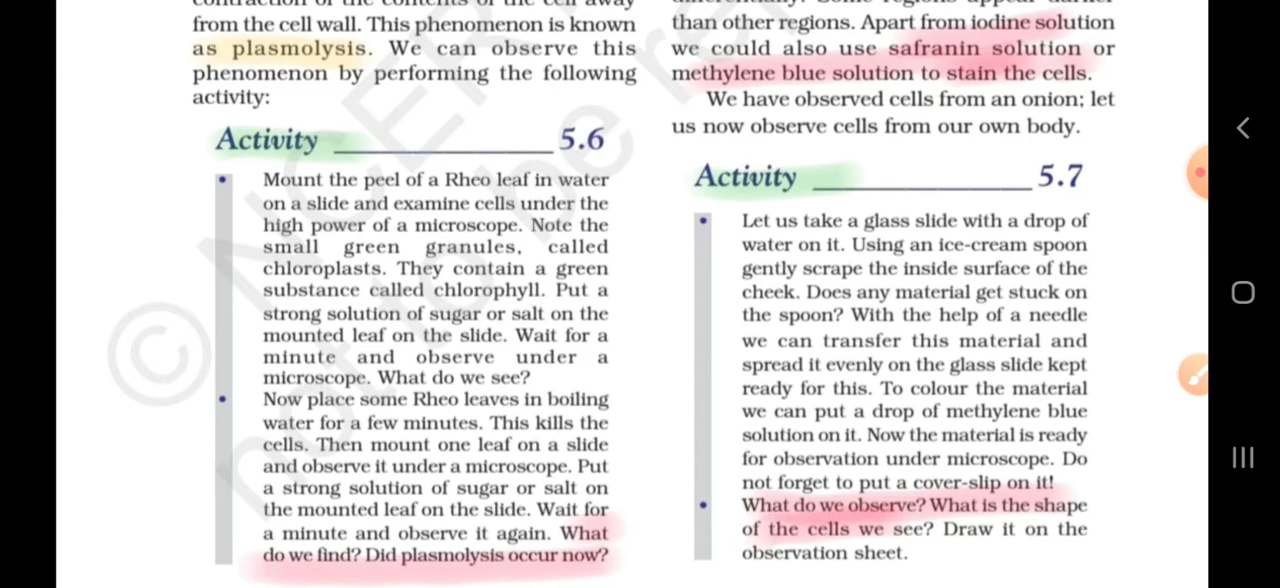 contraction of the contents of the cell away
from the cell wall. This phenomenon is known
as plasmolysis. We can observe this
phenomenon by performing the following
activity:
Activity 5.6
• Mount the peel of a Rheo leaf in water
on a slide and examine cells under the
high power of a microscope. Note the
small green granules, called
chloroplasts. They contain a green
substance called chlorophyll. Put a
strong solution of sugar or salt on the
mounted leaf on the slide. Wait for a
minute and observe under a
microscope. What do we see?
• Now place some Rheo leaves in boiling
water for a few minutes. This kills the
cells. Then mount one leaf on a slide
and observe it under a microscope. Put
a strong solution of sugar or salt on
the mounted leaf on the slide. Wait for
a minute and observe it again. What
do we find? Did plasmolysis occur now?
differentially. Some regions appear darker
than other regions. Apart from iodine solution
we could also use safranin solution or
methylene blue solution to stain the cells.
We have observed cells from an onion; let
us now observe cells from our own body.
Activity 5.7
• Let us take a glass slide with a drop of
water on it. Using an ice-cream spoon
gently scrape the inside surface of the
cheek. Does any material get stuck on
the spoon? With the help of a needle
we can transfer this material and
spread it evenly on the glass slide kept
ready for this. To colour the material
we can put a drop of methylene blue
solution on it. Now the material is ready
for observation under microscope. Do
not forget to put a cover-slip on it!
• What do we observe? What is the shape
of the cells we see? Draw it on the
observation sheet.
© NCER
not to be re